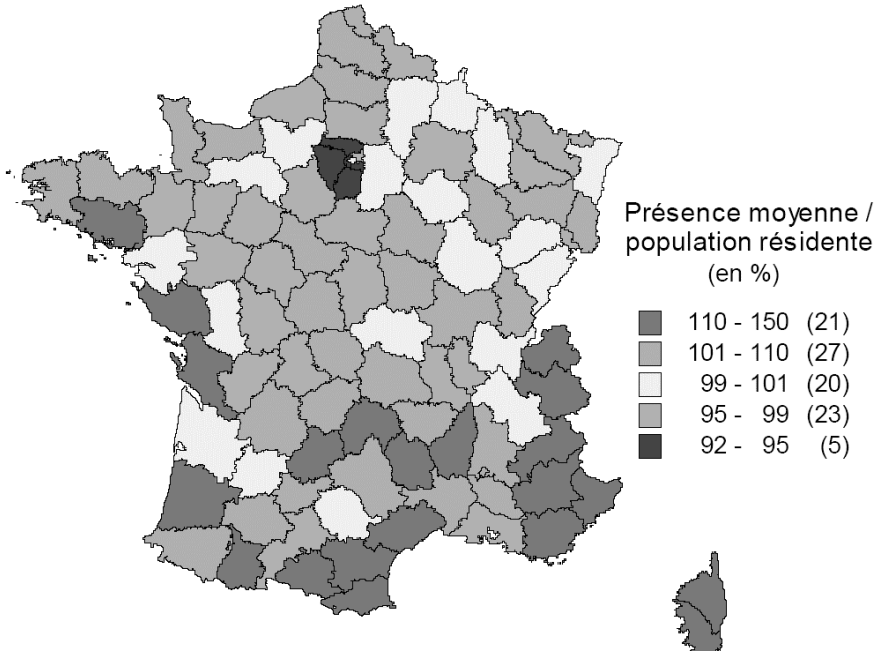 Présence moyenne /
population résidente
(en %)
110 - 150 (21)
101 - 110 (27)
99 - 101 (20)
95 - 99 (23)
92 - 95 (5)